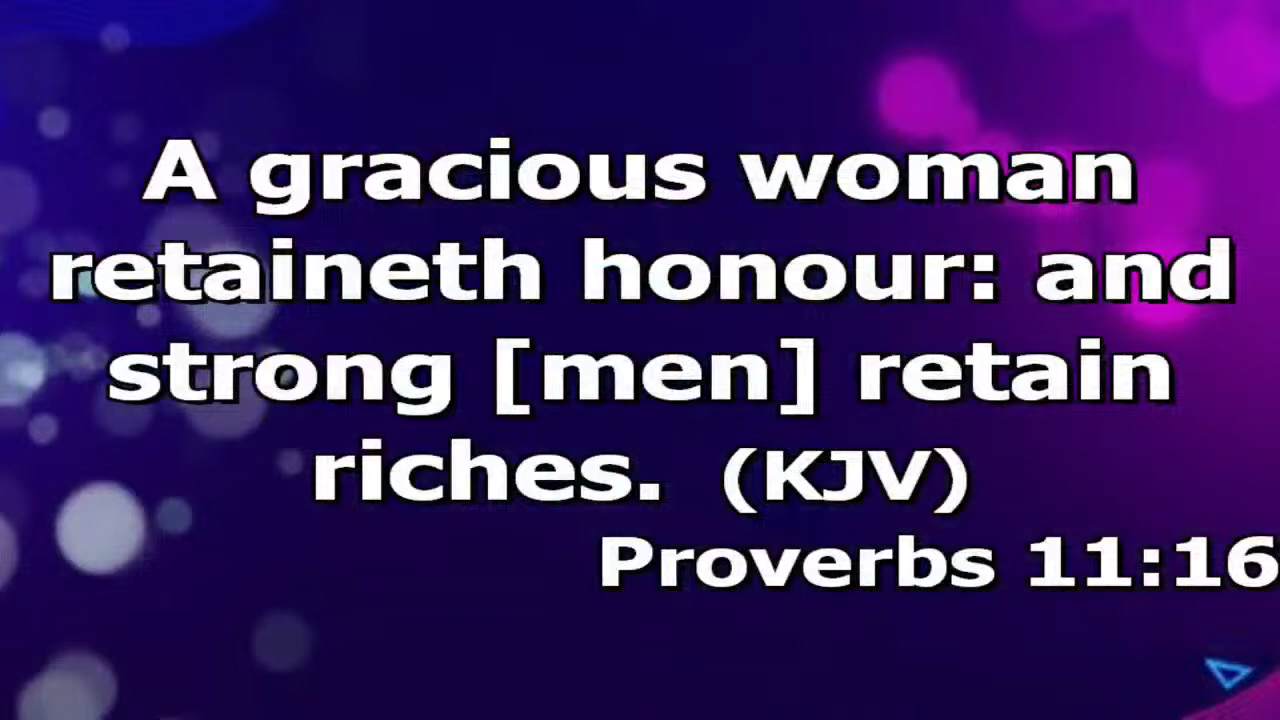 A gracious woman
retaineth honour: and
strong [men] retain
riches. (KJV)
Proverbs 11:16